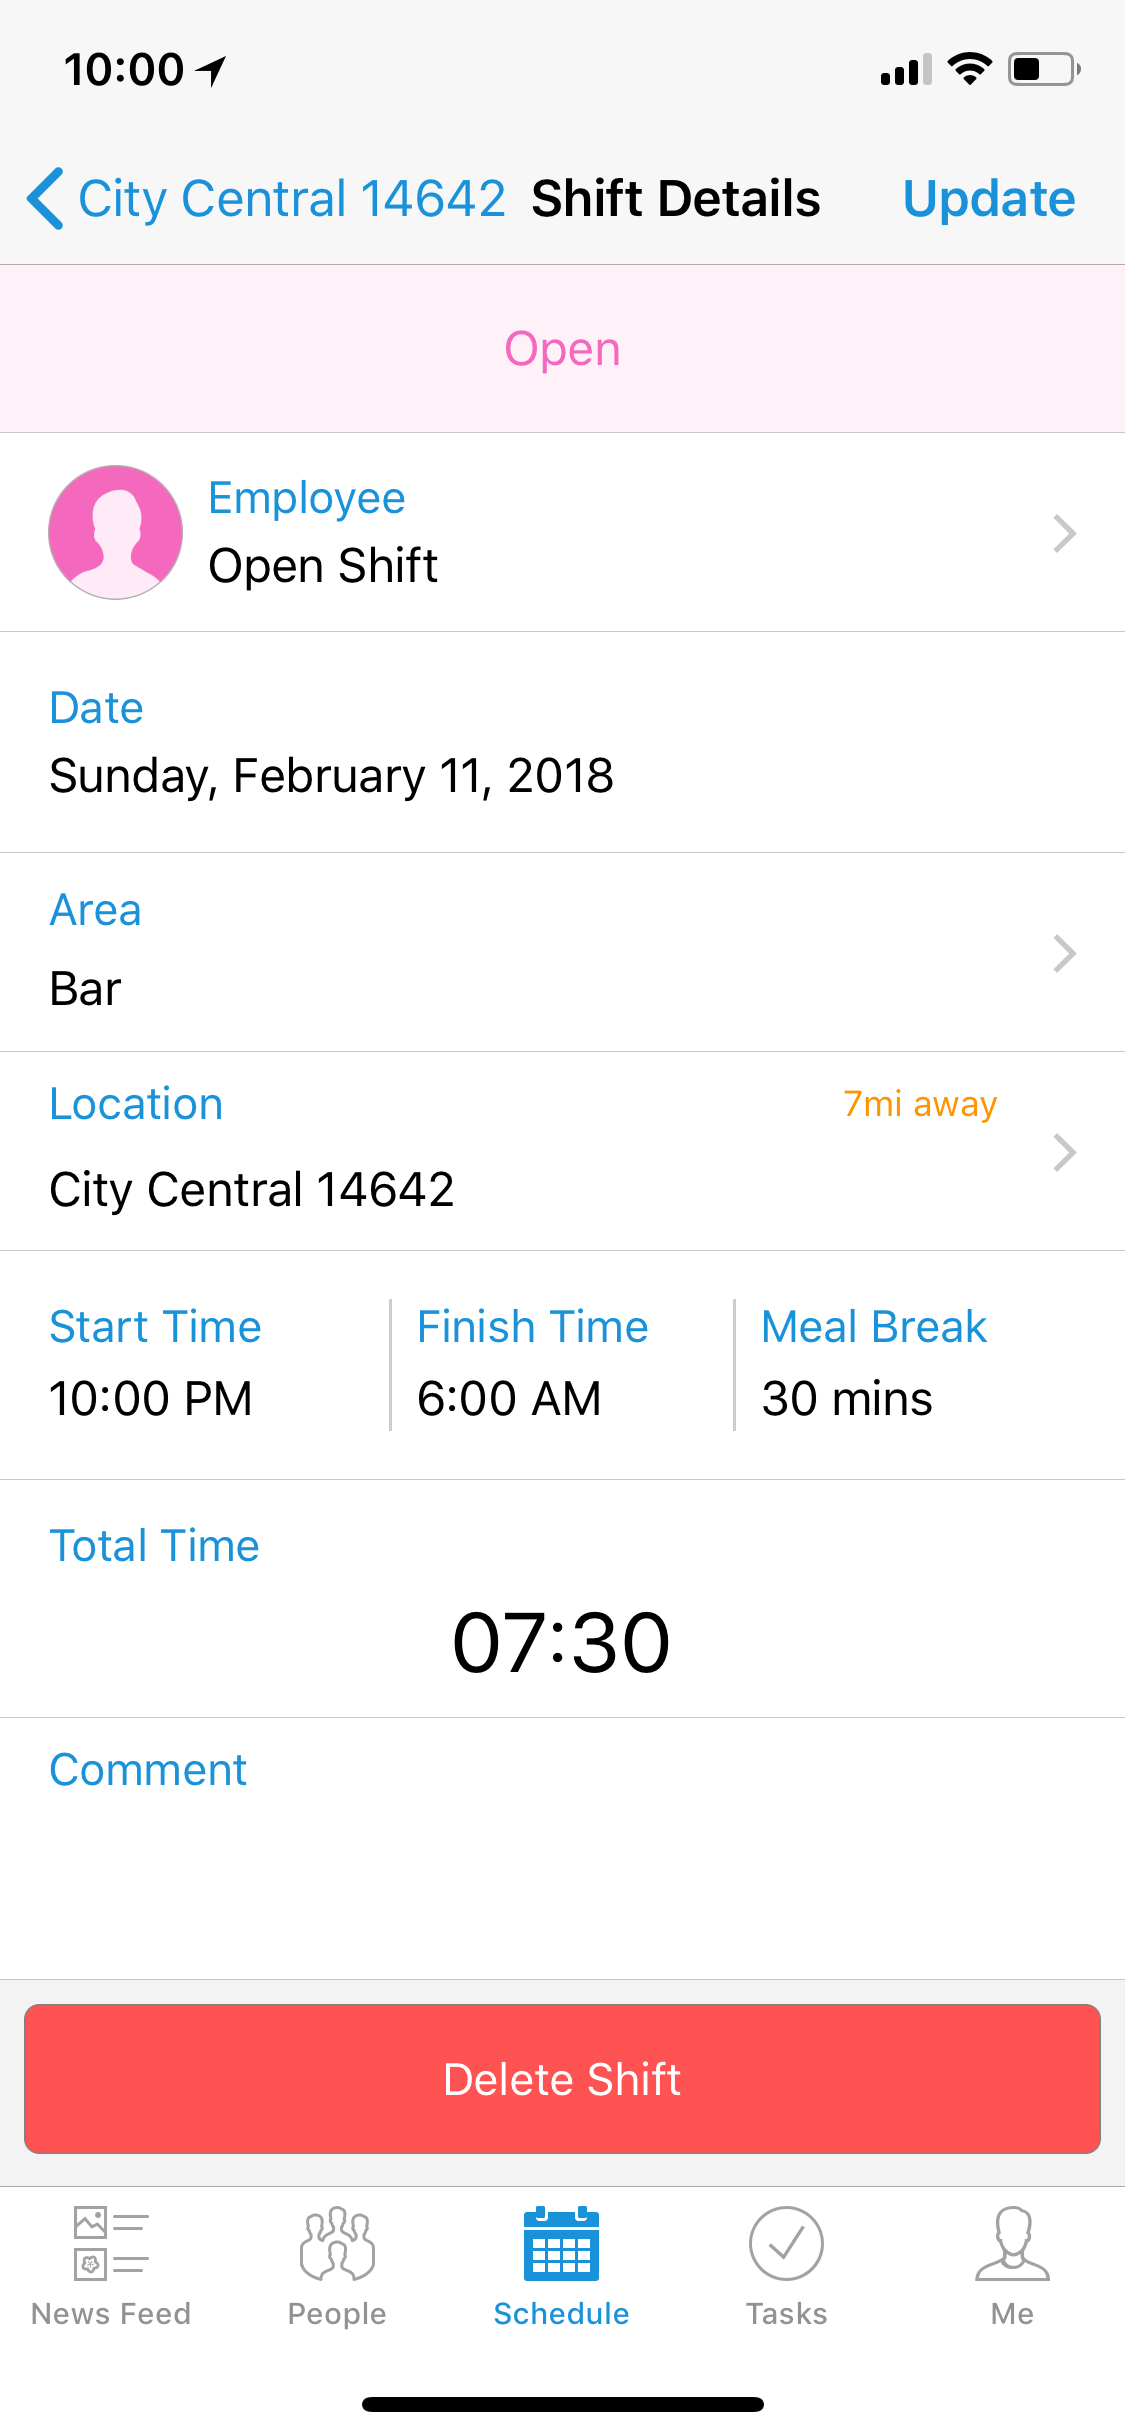 10:00
City Central 14642 Shift Details Update
Open
Employee
Open Shift
Date
Sunday, February 11, 2018
Area
Bar
Location 7mi away
City Central 14642
Start Time Finish Time Meal Break
10:00 PM 6:00 AM 30 mins
Total Time
07:30
Comment
Delete Shift
News Feed People Schedule Tasks Me